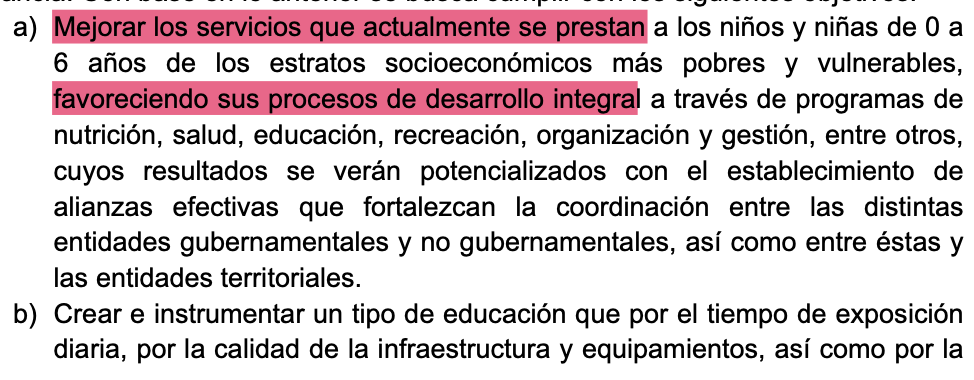 a) Mejorar los servicios que actualmente se prestan a los niños y niñas de 0 a
6 años de los estratos socioeconómicos más pobres y vulnerables,
favoreciendo sus procesos de desarrollo integral a través de programas de
nutrición, salud, educación, recreación, organización y gestión, entre otros,
cuyos resultados se verán potencializados con el establecimiento de
alianzas efectivas que fortalezcan la coordinación entre las distintas
entidades gubernamentales y no gubernamentales, así como entre éstas y
las entidades territoriales.
b) Crear e instrumentar un tipo de educación que por el tiempo de exposición
diaria, por la calidad de la infraestructura y equipamientos, así como por la